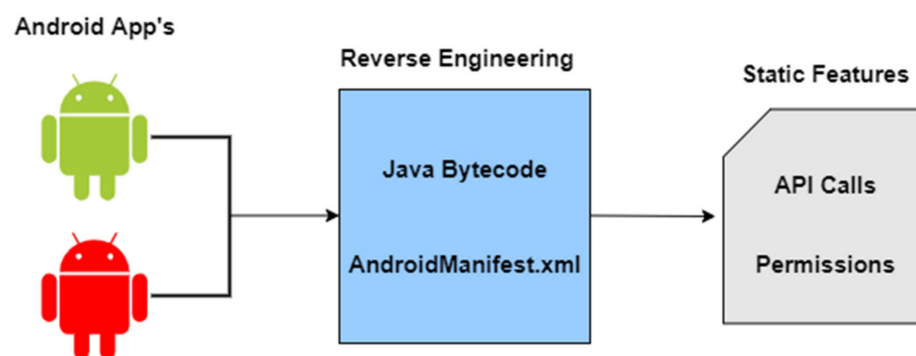 Android App's
Reverse Engineering
Java Bytecode
AndroidManifest.xml
Static Features
API Calls
Permissions